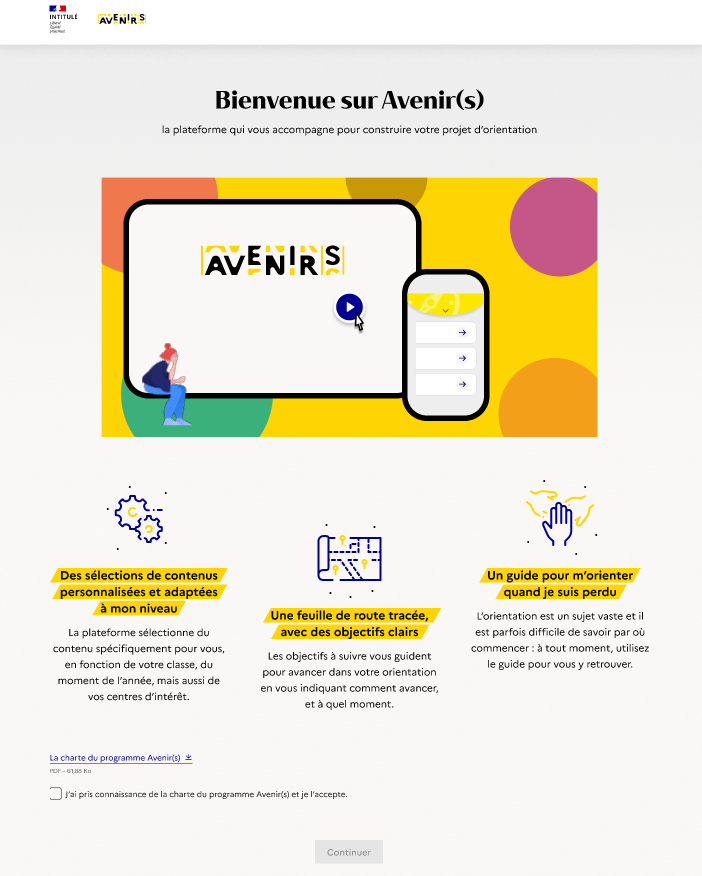 INTITULÉ
AVENIRS
Bienvenue sur Avenir(s)
la plateforme qui vous accompagne pour construire votre projet d'orientation
AVENIRS
Des sélections de contenus
personnalisées et adaptées
à mon niveau
La plateforme sélectionne du
contenu spécifiquement pour vous,
en fonction de votre classe, du
moment de l'année, mais aussi de
vos centres d'intérêt.
Une feuille de route tracée,
avec des objectifs clairs
Les objectifs à suivre vous guident
pour avancer dans votre orientation
en vous indiquant comment avancer,
et à quel moment.
Un guide pour m'orienter
quand je suis perdu
L'orientation est un sujet vaste et il
est parfois difficile de savoir par où
commencer : à tout moment, utilisez
le guide pour vous y retrouver.
La charte du programme Avenir(s)
PDF – 61,88 Ko
J'ai pris connaissance de la charte du programme Avenir(s) et je l'accepte.
Continuer